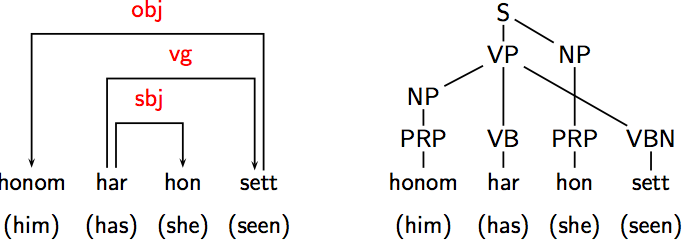 obj
vg
sbj
honom har hon sett
(him) (has) (she) (seen)
S
VP NP
NP
PRP VB PRP VBN
honom har hon sett
(him) (has) (she) (seen)